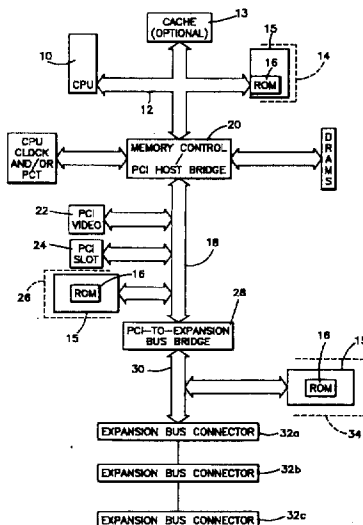 13
CACHE
(OPTIONAL)
10
CPU
12
15
16
ROM
14
20
CPU
CLOCK
AND/OR
PCT
MEMORY CONTROL
/
PCI HOST BRIDGE
DRAMS
22
PCI
VIDEO
24
PCI
SLOT
18
26
16
ROM
15
28
PCI-TO-EXPANSION
BUS BRIDGE
30
16
15
ROM
34
EXPANSION BUS CONNECTOR
32a
EXPANSION BUS CONNECTOR
32b
EXPANSION BUS CONNECTOR
32c